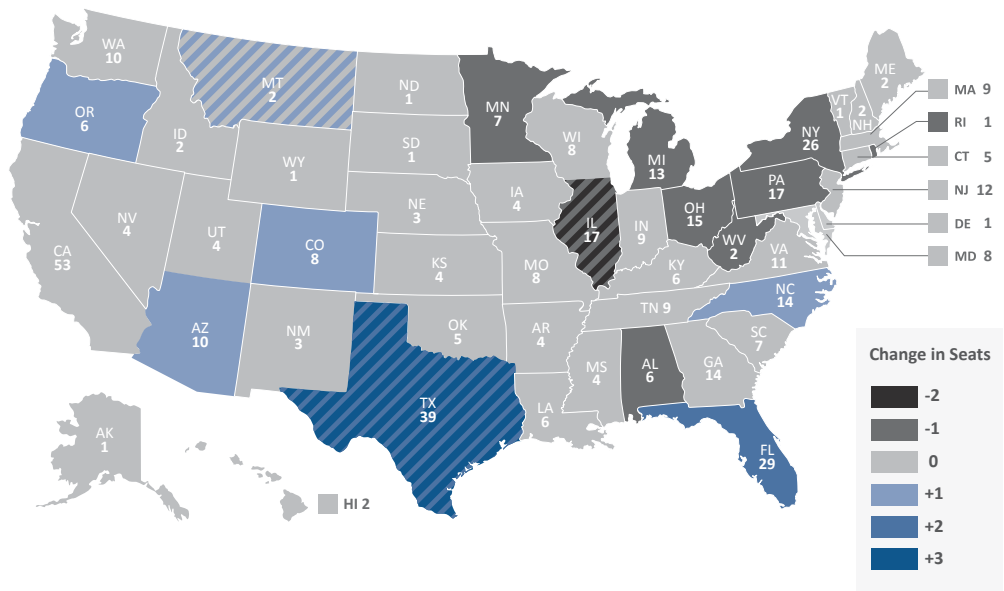 WA
10
OR
6
ID
2
MT
2
ND
1
SD
1
WY
1
NE
3
MN
7
WI
8
IA
4
MI
13
NY
26
VT
1
2
NH
ME
2
MA 9
RI 1
CT 5
NJ 12
DE 1
MD 8
PA
17
OH
15
WV
2
VA
11
IN
9
IL
17
KY
6
NV
4
UT
4
CO
8
KS
4
MO
8
CA
53
AZ
10
NM
3
OK
5
AR
4
TN 9
NC
14
SC
7
MS
4
AL
6
GA
14
TX
39
LA
6
FL
29
AK
1
HI 2
Change in Seats
-2
-1
0
+1
+2
+3